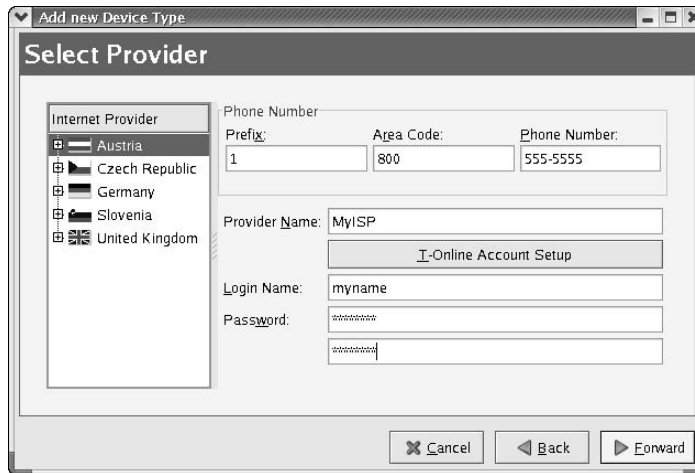 Add new Device Type
Select Provider
Internet Provider
Austria
Czech Republic
Germany
Slovenia
United Kingdom
Phone Number
Prefix:
Area Code:
Phone Number:
1
800
555-5555
Provider Name:
MyISP
T-Online Account Setup
Login Name:
myname
Password:
********
********
Cancel
Back
Forward